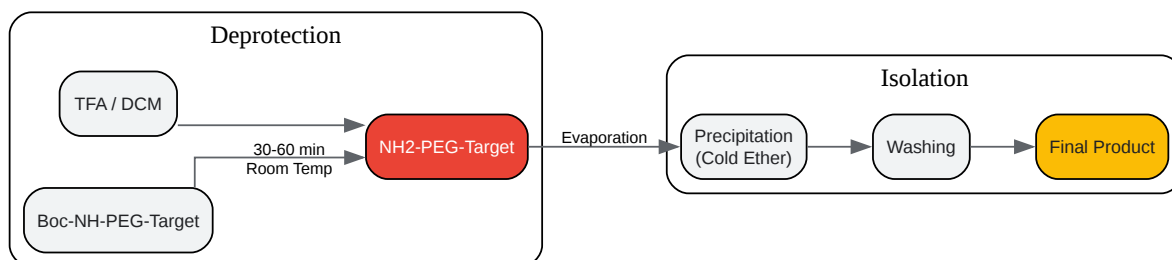 Deprotection
TFA / DCM
30-60 min
Room Temp
Boc-NH-PEG-Target
NH2-PEG-Target
Evaporation
Isolation
Precipitation
(Cold Ether)
Washing
Final Product